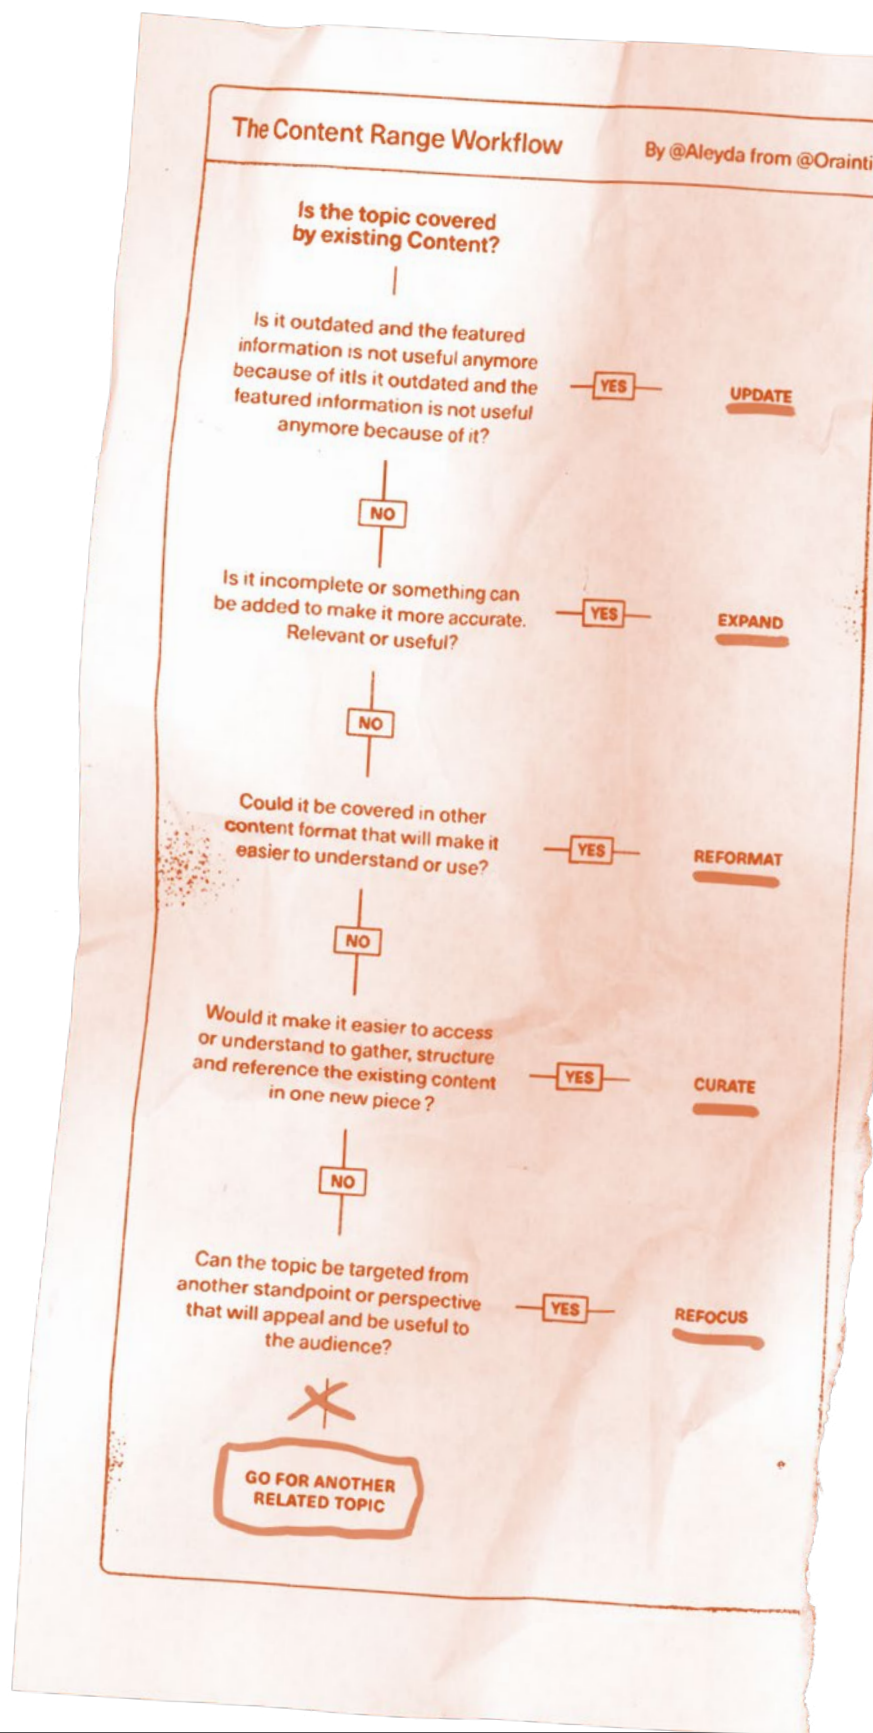 The Content Range Workflow
By @Aleyda from @Orainti
Is the topic covered
by existing Content?
Is it outdated and the featured
information is not useful anymore
because of itIs it outdated and the
featured information is not useful
anymore because of it?
YES
UPDATE
NO
Is it incomplete or something can
be added to make it more accurate.
Relevant or useful?
YES
EXPAND
NO
Could it be covered in other
content format that will make it
easier to understand or use?
YES
REFORMAT
NO
Would it make it easier to access
or understand to gather, structure
and reference the existing content
in one new piece?
YES
CURATE
NO
Can the topic be targeted from
another standpoint or perspective
that will appeal and be useful to
the audience?
YES
REFOCUS
GO FOR ANOTHER
RELATED TOPIC